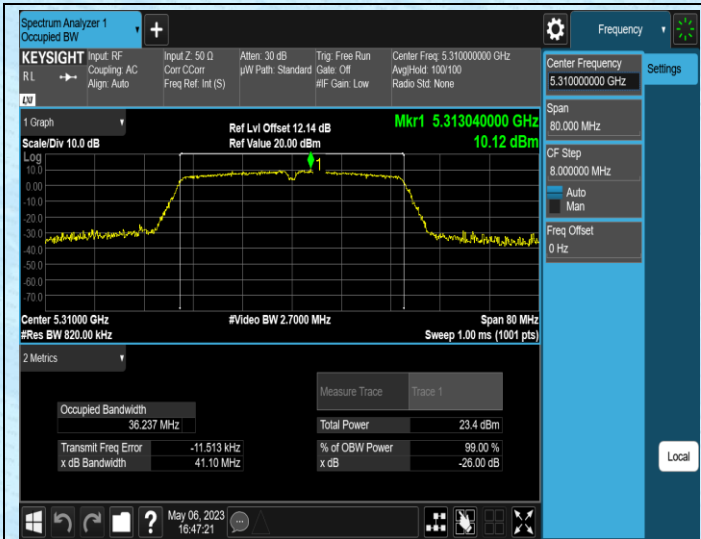 Spectrum Analyzer 1
Occupied BW
+
Frequency
KEYSIGHT
RL
LXI
Input: RF
Coupling: AC
Align: Auto
Input Z: 50 Ω
Corr CCorr
Freq Ref: Int (S)
Atten: 30 dB
µW Path: Standard
Trig: Free Run
Gate: Off
#IF Gain: Low
Center Freq: 5.310000000 GHz
Avg|Hold: 100/100
Radio Std: None
Center Frequency
5.310000000 GHz
Settings
Span
80.000 MHz
CF Step
8.000000 MHz
Auto
Man
Freq Offset
0 Hz
Local
1 Graph
Scale/Div 10.0 dB
Ref Lvl Offset 12.14 dB
Ref Value 20.00 dBm
Mkr1 5.313040000 GHz
10.12 dBm
Log
10.0
0.00
-10.0
-20.0
-30.0
-40.0
-50.0
-60.0
-70.0
1
Center 5.31000 GHz
#Res BW 820.00 kHz
#Video BW 2.7000 MHz
Span 80 MHz
Sweep 1.00 ms (1001 pts)
2 Metrics
Measure Trace
Trace 1
Occupied Bandwidth
36.237 MHz
Total Power
23.4 dBm
Transmit Freq Error
-11.513 kHz
% of OBW Power
99.00 %
x dB Bandwidth
41.10 MHz
x dB
-26.00 dB
?
May 06, 2023
16:47:21